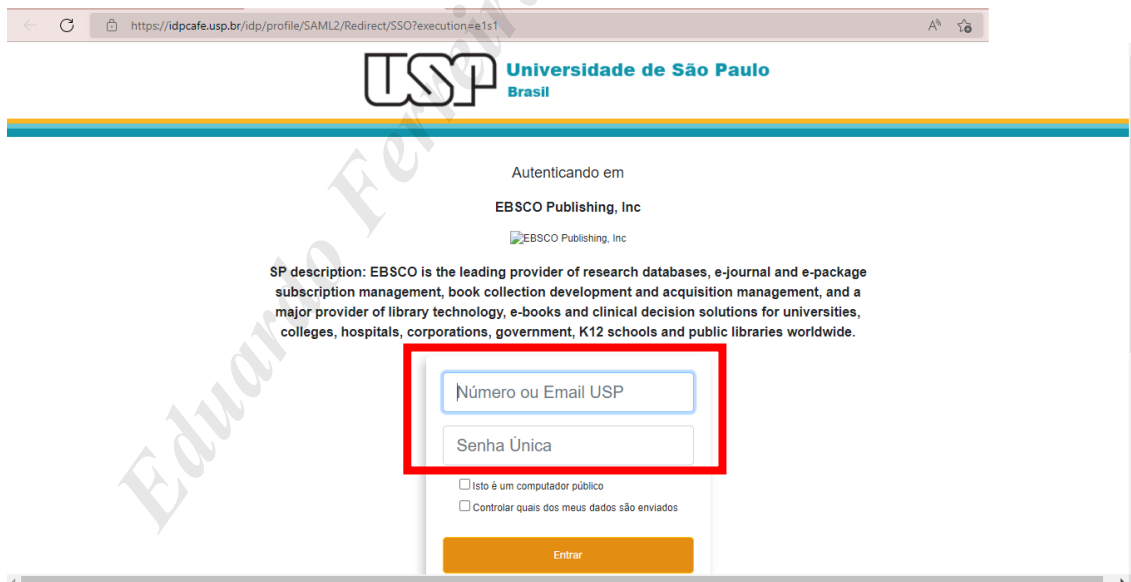 https://idpcafe.usp.br/idp/profile/SAML2/Redirect/SSO?execution=e1s1
USP
Universidade de São Paulo
Brasil
Autenticando em
EBSCO Publishing, Inc
EBSCO Publishing, Inc
SP description: EBSCO is the leading provider of research databases, e-journal and e-package
subscription management, book collection development and acquisition management, and a
major provider of library technology, e-books and clinical decision solutions for universities,
colleges, hospitals, corporations, government, K12 schools and public libraries worldwide.
Número ou Email USP
Senha Única
Isto é um computador público
Controlar quais dos meus dados são enviados
Entrar
Eduardo